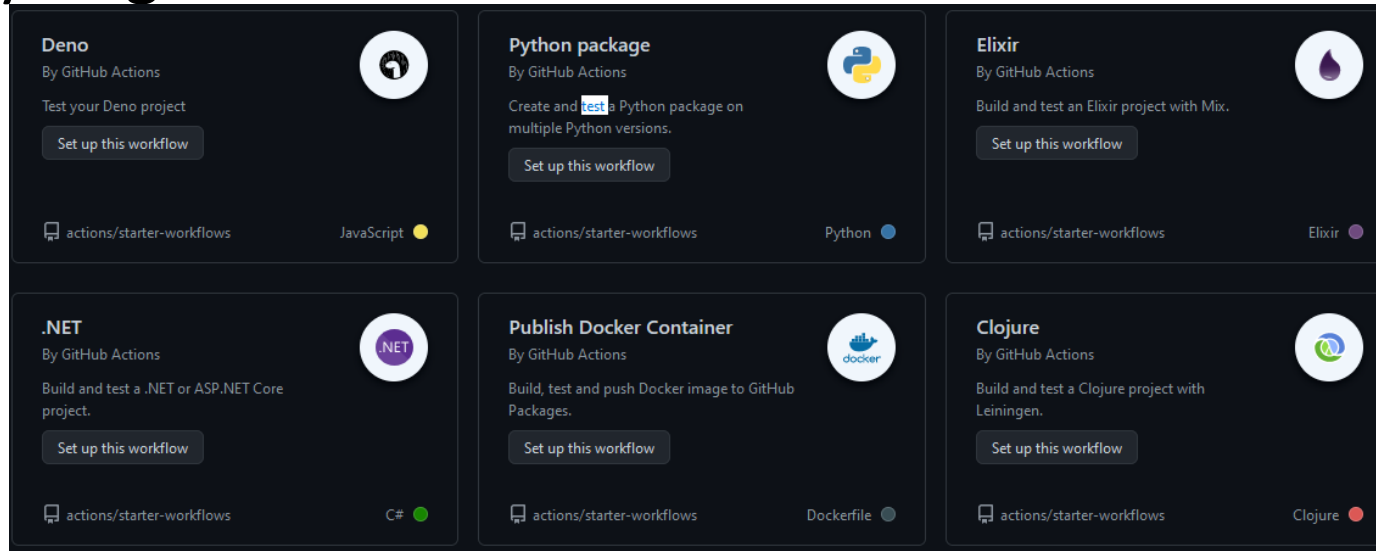 Deno
By GitHub Actions
Test your Deno project
Set up this workflow
actions/starter-workflows
JavaScript
Python package
By GitHub Actions
Create and test a Python package on
multiple Python versions.
Set up this workflow
actions/starter-workflows
Python
Elixir
By GitHub Actions
Build and test an Elixir project with Mix.
Set up this workflow
actions/starter-workflows
Elixir
.NET
By GitHub Actions
.NET
Build and test a .NET or ASP.NET Core
project.
Set up this workflow
actions/starter-workflows
C#
Publish Docker Container
By GitHub Actions
docker
Build, test and push Docker image to GitHub
Packages.
Set up this workflow
actions/starter-workflows
Dockerfile
Clojure
By GitHub Actions
Build and test a Clojure project with
Leiningen.
Set up this workflow
actions/starter-workflows
Clojure